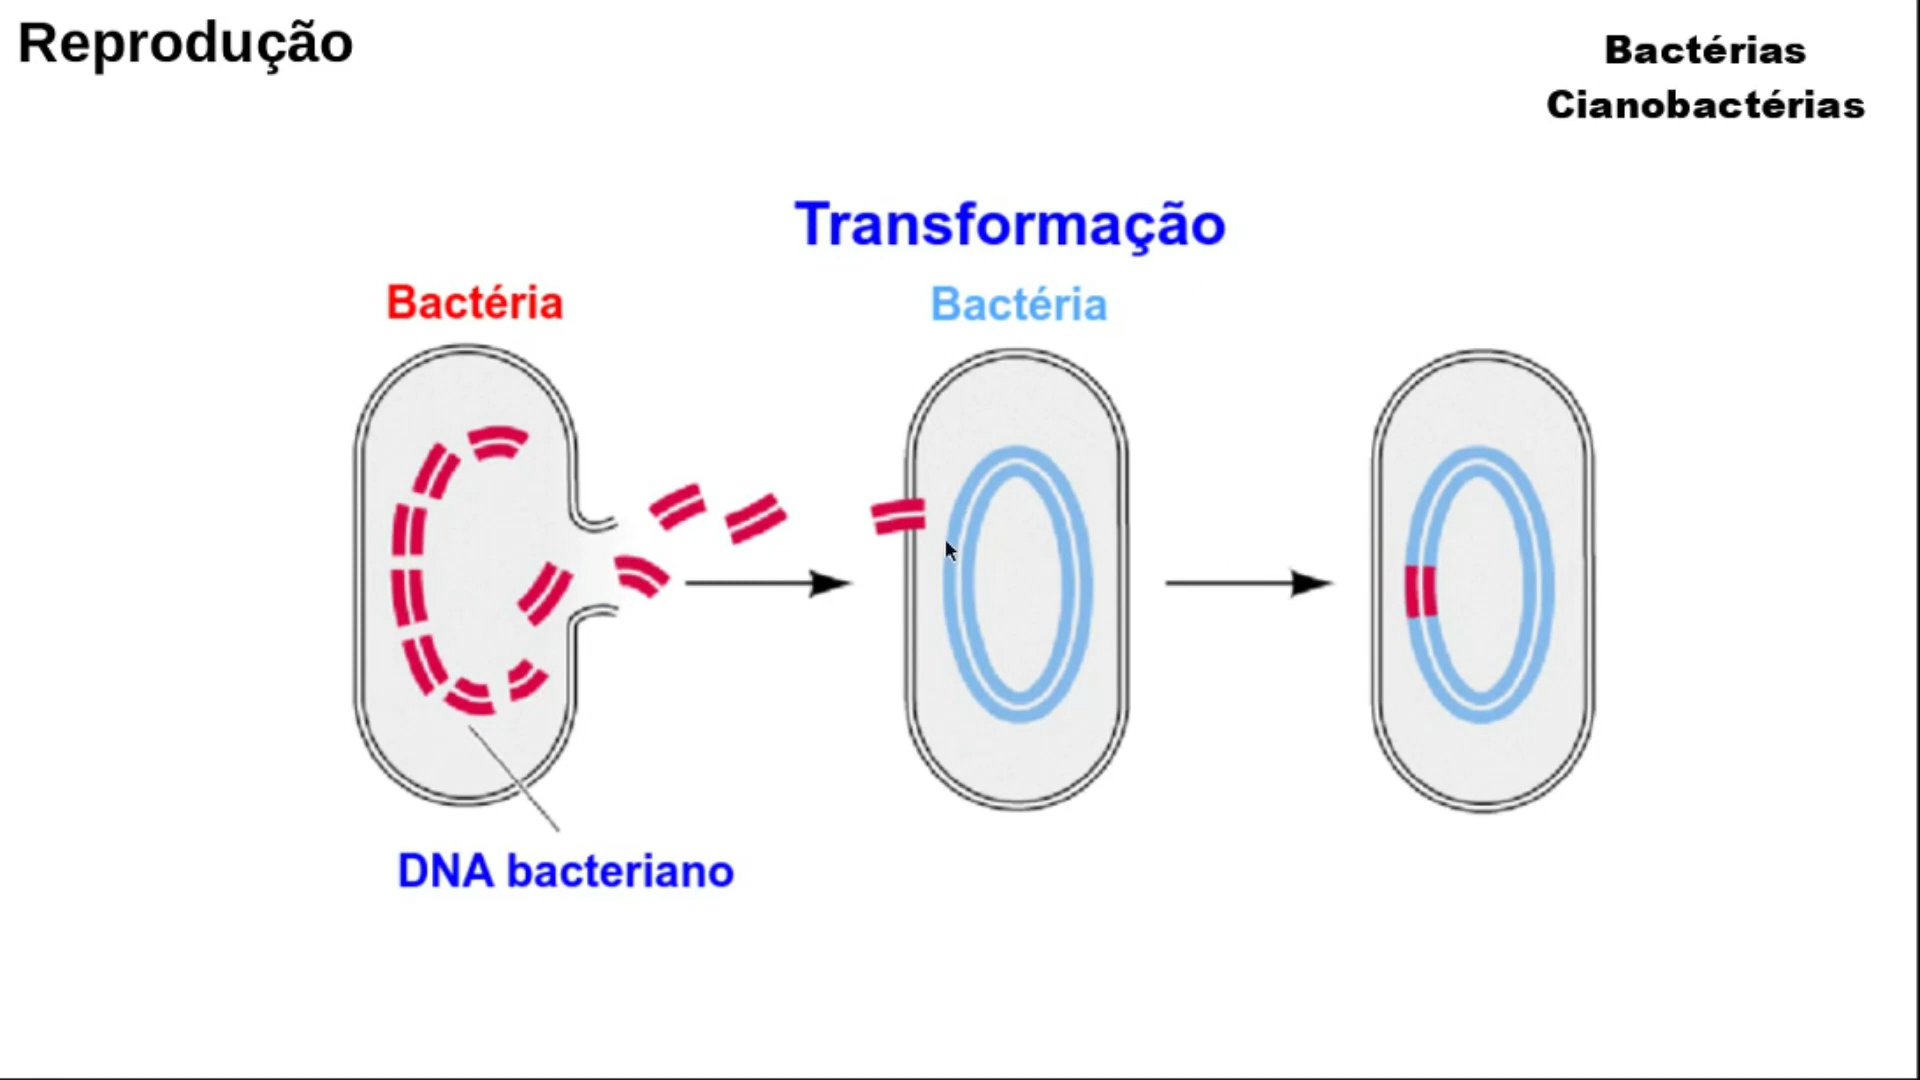 Reprodução
Bactérias
Cianobactérias
Transformação
Bactéria
Bactéria
DNA bacteriano